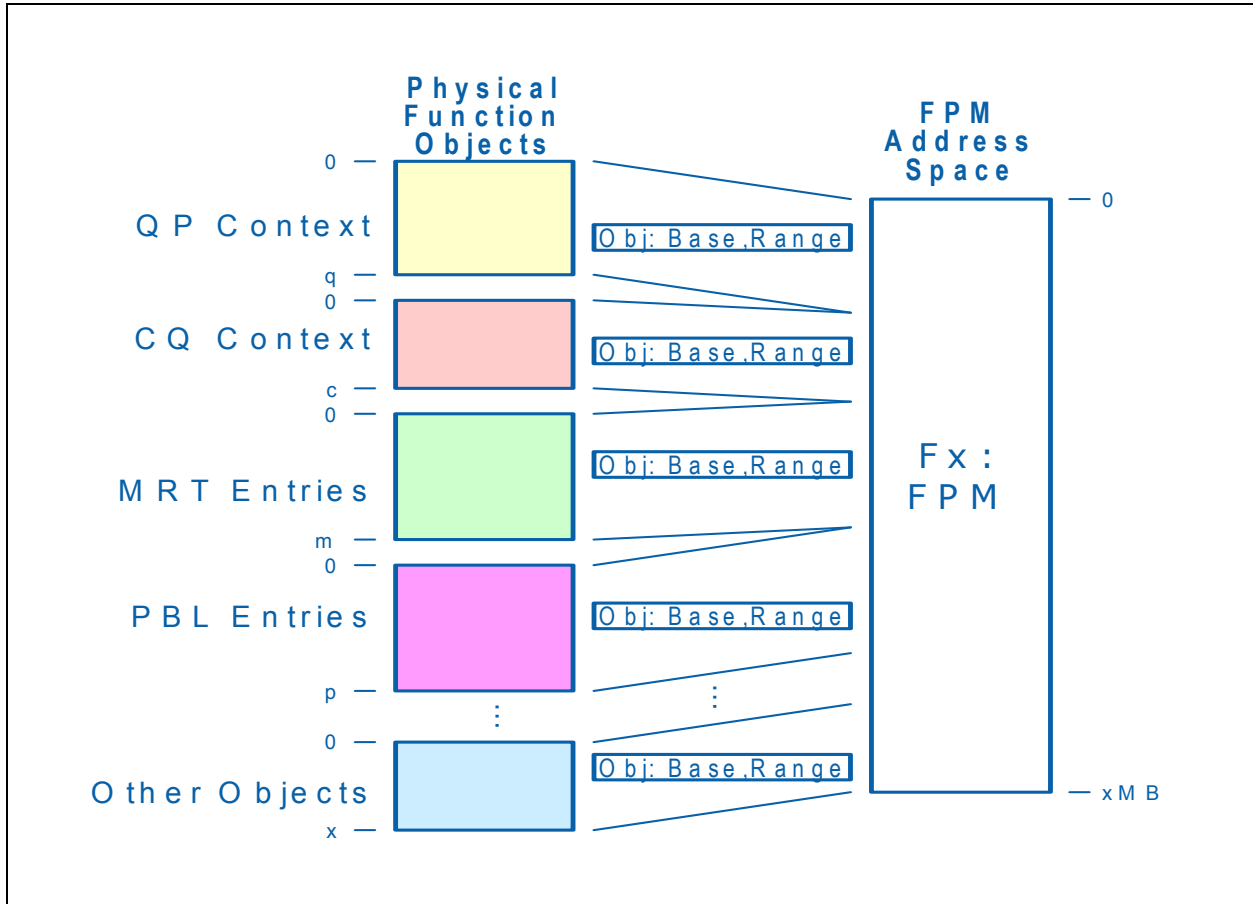 Physical
Function
Objects
FPM
Address
Space
0
0
QP Context
Obj: Base,Range
q
0
CQ Context
Obj: Base,Range
c
0
MRT Entries
Obj: Base,Range
Fx:
FPM
m
0
PBL Entries
Obj: Base,Range
p
⋮
⋮
0
Other Objects
Obj: Base,Range
xMB
x